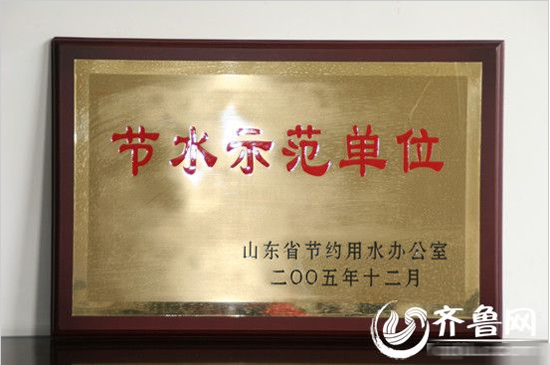 节水示范单位
山东省节约用水办公室
二〇〇五年十二月
齐鲁网